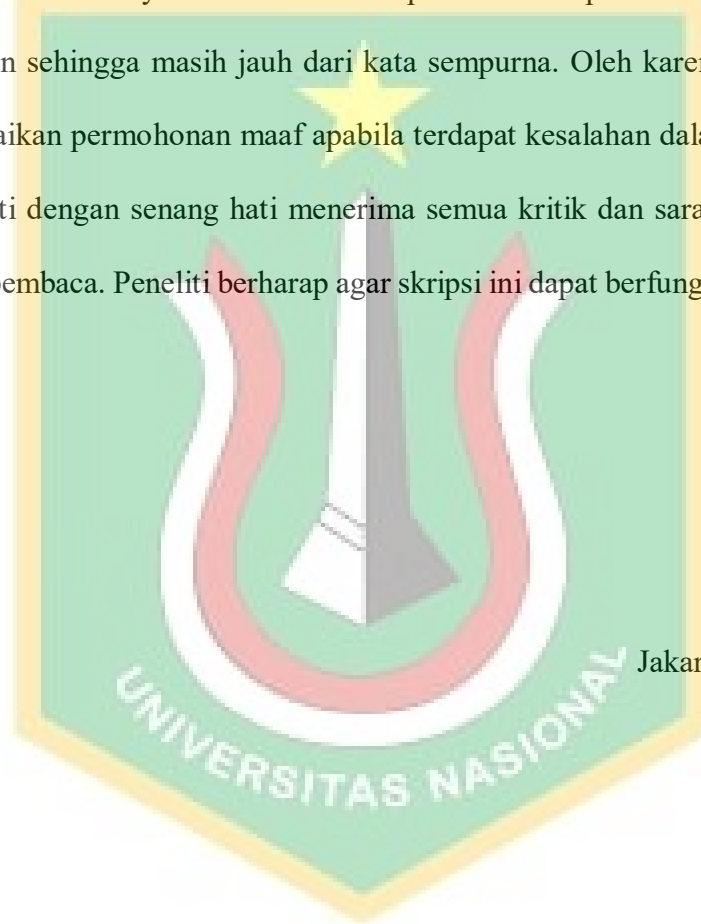 n sehingga masih jauh dari kata sempurna. Oleh karen
aikan permohonan maaf apabila terdapat kesalahan dala
ti dengan senang hati menerima semua kritik dan sara
pembaca. Peneliti berharap agar skripsi ini dapat berfung
Jakar
UNIVERSITAS NASIONAL